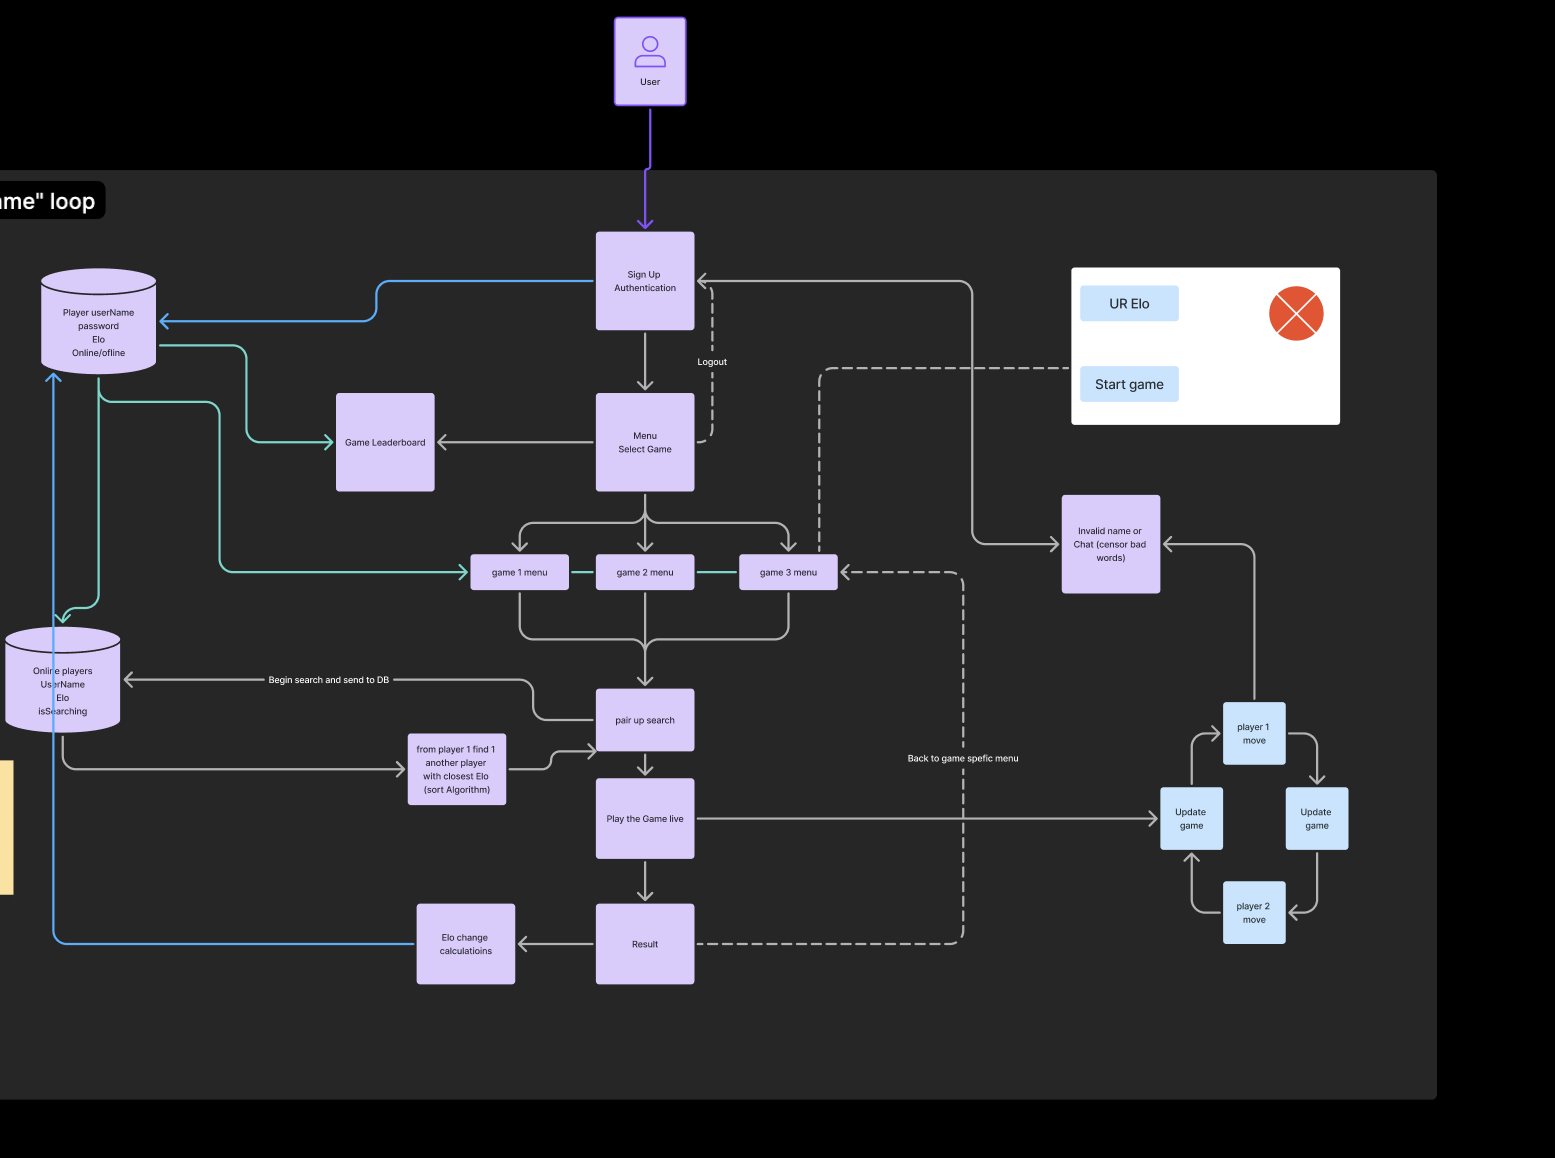 User
ame" loop
Sign Up
Authentication
Player userName
password
Elo
Online/ofline
UR Elo
Start game
Logout
Game Leaderboard
Menu
Select Game
Invalid name or
Chat (censor bad
words)
game 1 menu
game 2 menu
game 3 menu
Online players
UserName
Elo
isSearching
Begin search and send to DB
pair up search
from player 1 find 1
another player
with closest Elo
(sort Algorithm)
Back to game spefic menu
player 1
move
Play the Game live
Update
game
Update
game
player 2
move
Elo change
calculatioins
Result